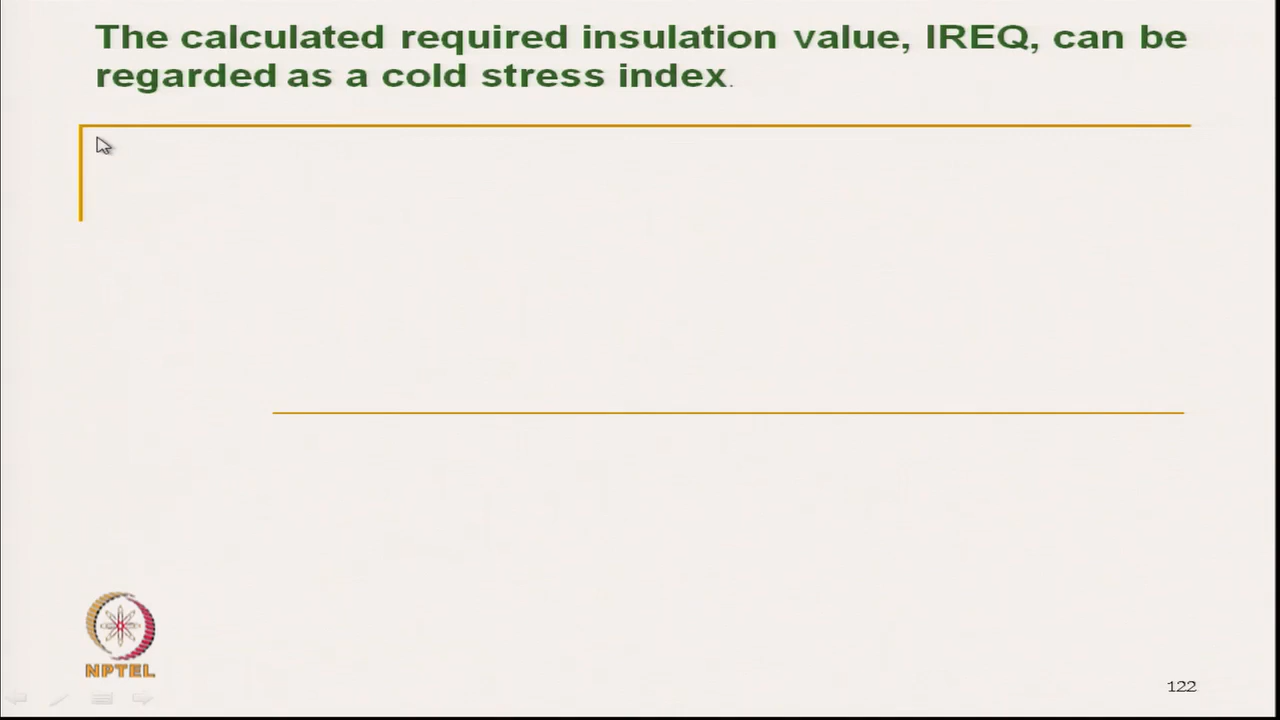 The calculated required insulation value, IREQ, can be
regarded as a cold stress index.
NPTEL
122